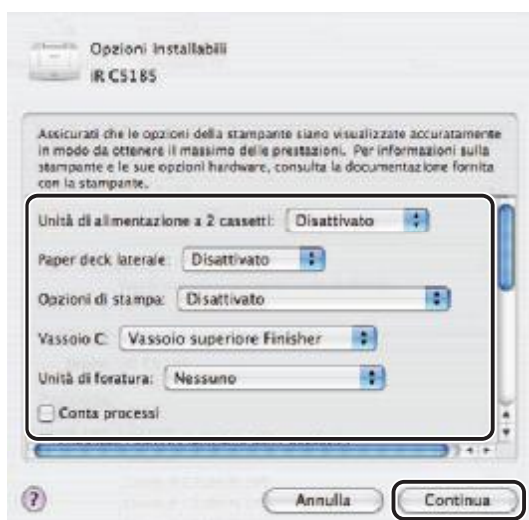 Opzioni Installabili
iR C5185
Assicurati che le opzioni della stampante siano visualizzate accuratamente
in modo da ottenere il massimo delle prestazioni. Per informazioni sulla
stampante e le sue opzioni hardware, consulta la documentazione fornita
con la stampante.
Unità di alimentazione a 2 cassetti: Disattivato
Paper deck laterale: Disattivato
Opzioni di stampa: Disattivato
Vassoio C: Vassoio superiore Finisher
Unità di foratura: Nessuno
Conta processi
? Annulla Continua